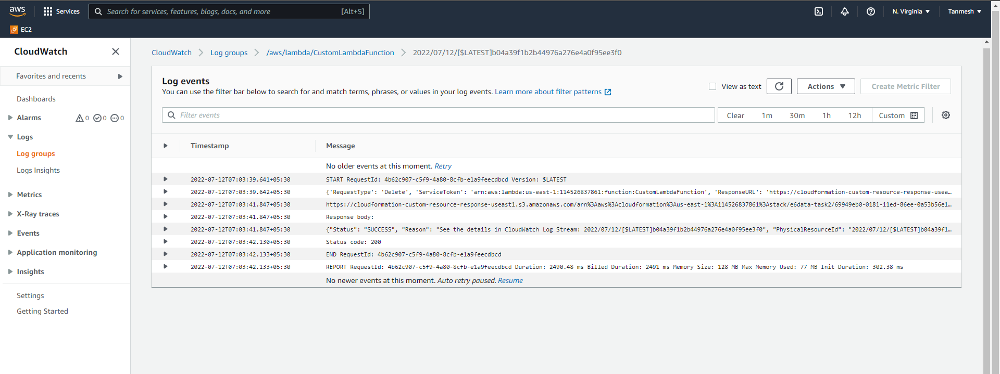 aws Services Search for services, features, blogs, docs, and more [Alt+S] N. Virginia Tanmesh
EC2
CloudWatch
Favorites and recents
Dashboards
Alarms 0 0 0
Logs
Log groups
Logs Insights
Metrics
X-Ray traces
Events
Application monitoring
Insights
Settings
Getting Started
CloudWatch Log groups /aws/lambda/CustomLambdaFunction 2022/07/12/[$LATEST]b04a39f1b2b44976a276e4a0f95ee3f0
Log events
You can use the filter bar below to search for and match terms, phrases, or values in your log events. Learn more about filter patterns
View as text Actions Create Metric Filter
Filter events Clear 1m 30m 1h 12h Custom
Timestamp Message
No older events at this moment. Retry
2022-07-12T07:03:39.641+05:30 START RequestId: 4b62c907-c5f9-4a80-8cfb-e1a9feecdbcd Version: $LATEST
2022-07-12T07:03:39.642+05:30 {'RequestType': 'Delete', 'ServiceToken': 'arn:aws:lambda:us-east-1:114526837861:function:CustomLambdaFunction', 'ResponseURL': 'https://cloudformation-custom-resource-response-usea…
2022-07-12T07:03:41.847+05:30 https://cloudformation-custom-resource-response-useast1.s3.amazonaws.com/arn%3Aaws%3Acloudformation%3Aus-east-1%3A114526837861%3Astack/e6data-task2/69949eb0-0181-11ed-86ee-0a53b56e1…
2022-07-12T07:03:41.847+05:30 Response body:
2022-07-12T07:03:41.847+05:30 {"Status": "SUCCESS", "Reason": "See the details in CloudWatch Log Stream: 2022/07/12/[$LATEST]b04a39f1b2b44976a276e4a0f95ee3f0", "PhysicalResourceId": "2022/07/12/[$LATEST]b04a39f1…
2022-07-12T07:03:42.130+05:30 Status code: 200
2022-07-12T07:03:42.133+05:30 END RequestId: 4b62c907-c5f9-4a80-8cfb-e1a9feecdbcd
2022-07-12T07:03:42.133+05:30 REPORT RequestId: 4b62c907-c5f9-4a80-8cfb-e1a9feecdbcd Duration: 2490.48 ms Billed Duration: 2491 ms Memory Size: 128 MB Max Memory Used: 77 MB Init Duration: 302.38 ms
No newer events at this moment. Auto retry paused. Resume